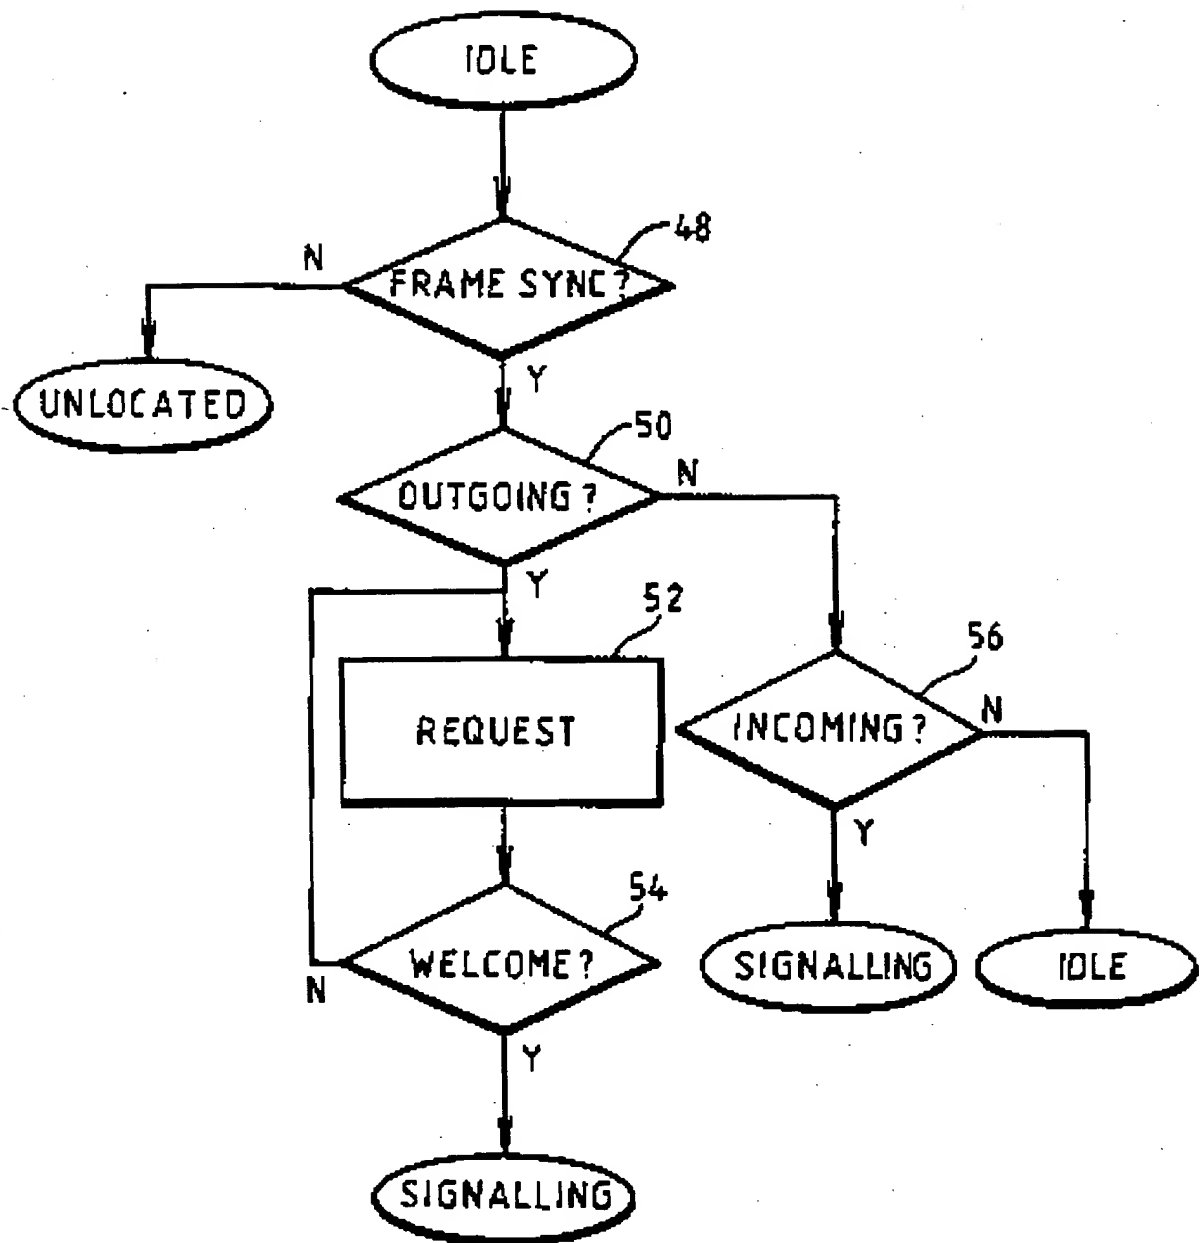 IDLE
48
N
FRAME SYNC?
Y
UNLOCATED
50
N
OUTGOING?
Y
52
56
REQUEST
INCOMING?
N
Y
54
WELCOME?
N
SIGNALLING
IDLE
Y
SIGNALLING